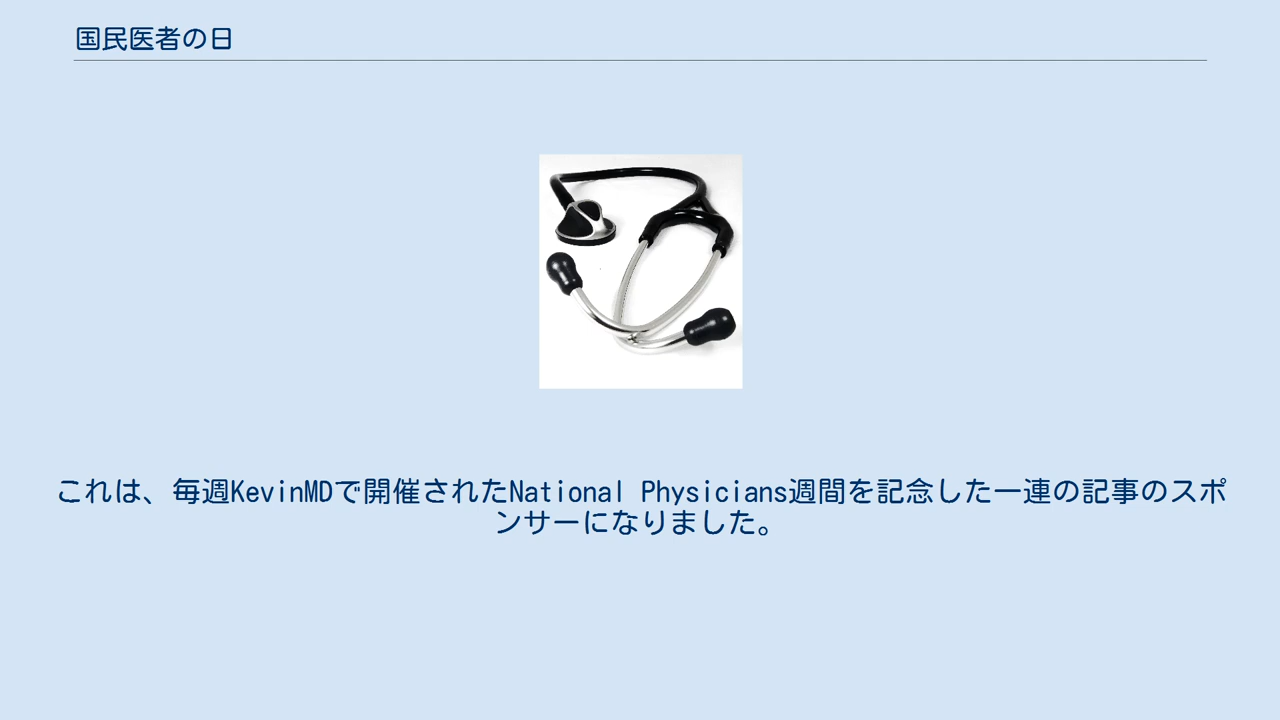 国民医者の日
これは、毎週KevinMDで開催されたNational Physicians週間を記念した一連の記事のスポ
ンサーになりました。